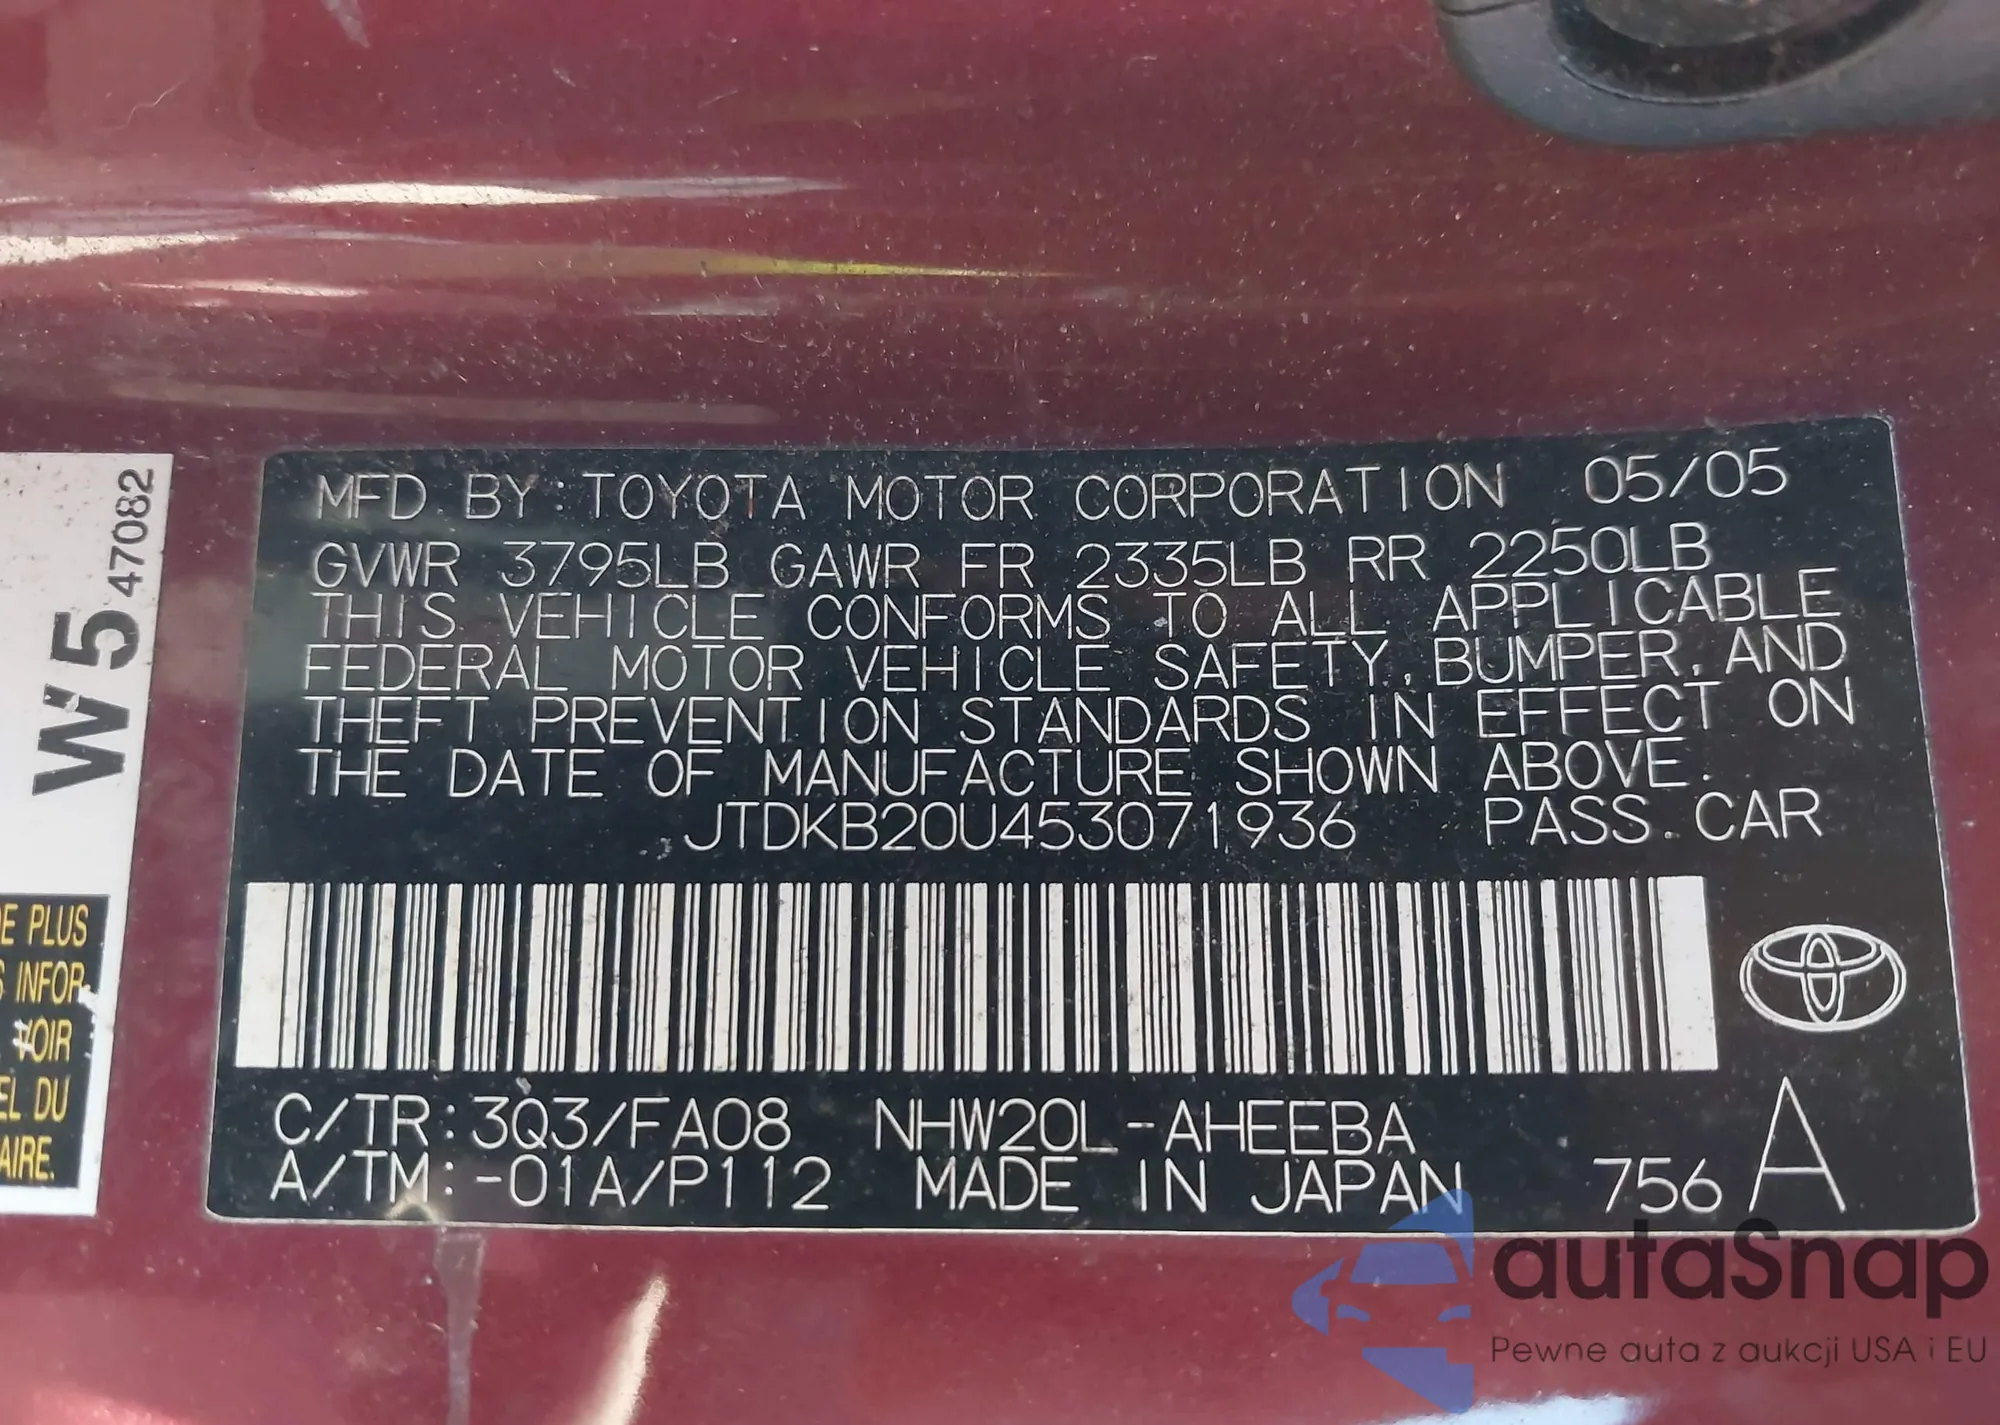 MFD. BY:TOYOTA MOTOR CORPORATION 05/05
GVWR 3795LB GAWR FR 2335LB RR 2250LB
THIS VEHICLE CONFORMS TO ALL APPLICABLE
FEDERAL MOTOR VEHICLE SAFETY, BUMPER, AND
THEFT PREVENTION STANDARDS IN EFFECT ON
THE DATE OF MANUFACTURE SHOWN ABOVE.
JTDKB20U453071936 PASS. CAR
C/TR:3Q3/FA08 NHW20L-AHEEBA
A/TM:-01A/P112 MADE IN JAPAN 756 A
W5 47082
DE PLUS
INFOR-
VOIR
EL DU
AIRE.
autaSnap
Pewne auta z aukcji USA i EU